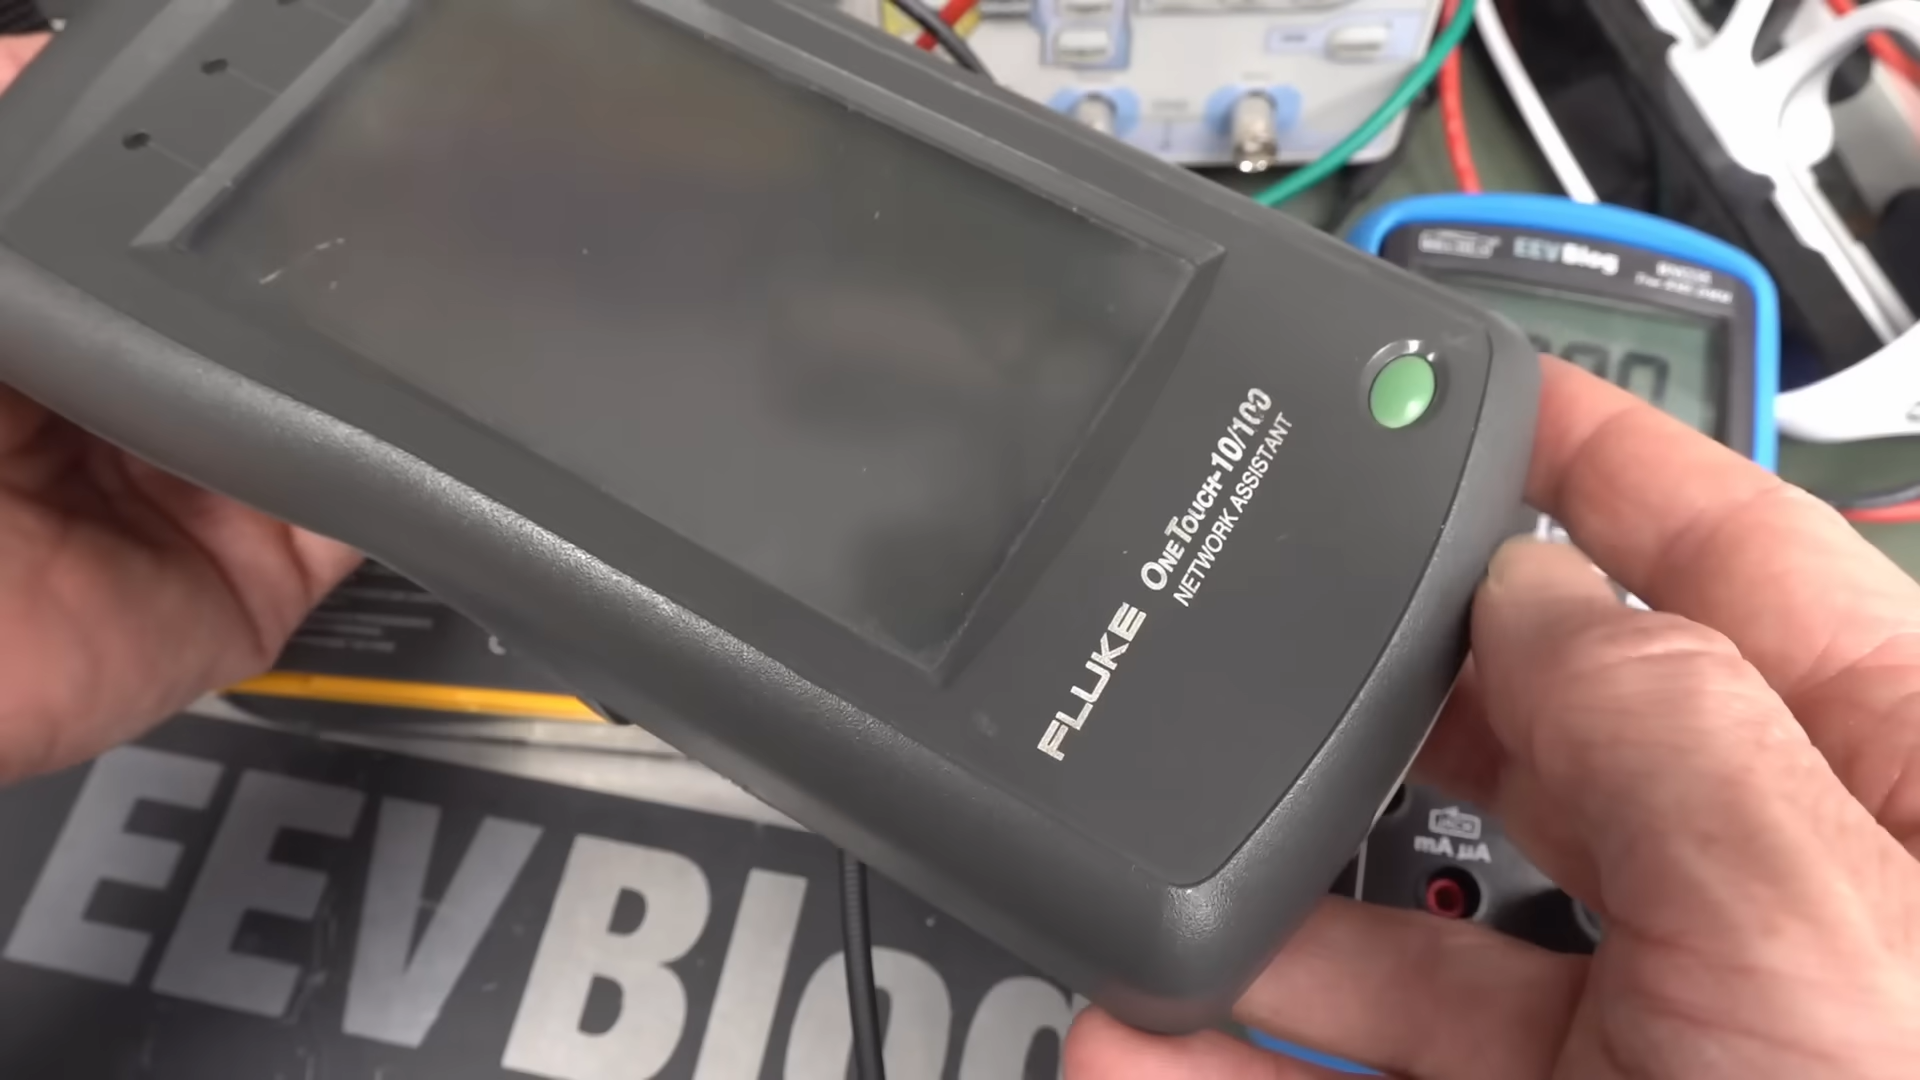 FLUKE
ONETOUCH-10/100
NETWORK ASSISTANT
EEVBlog
EEVBlog
mA µA